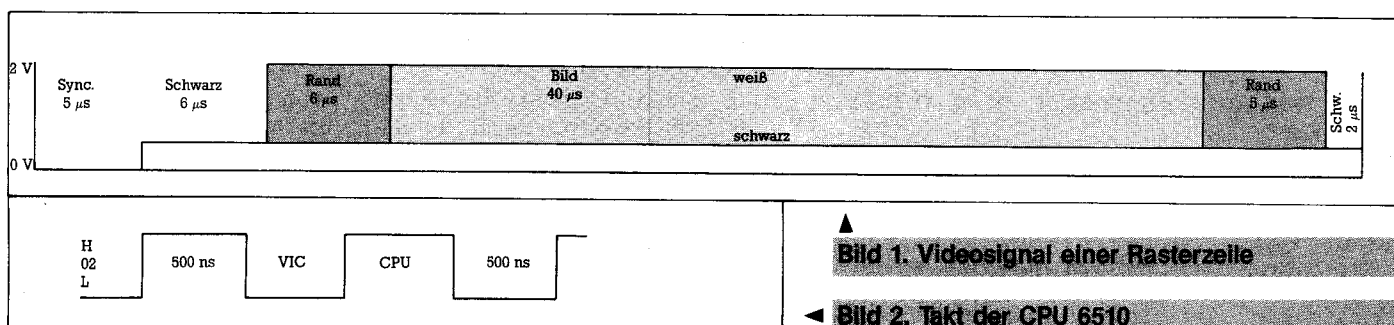 2 V
0 V
Sync.
5 µs
Schwarz
6 µs
Rand
6 µs
Bild
40 µs
weiß
schwarz
Rand
5 µs
Schw.
2 µs
H
02
L
500 ns
VIC
CPU
500 ns
Bild 1. Videosignal einer Rasterzeile
Bild 2. Takt der CPU 6510